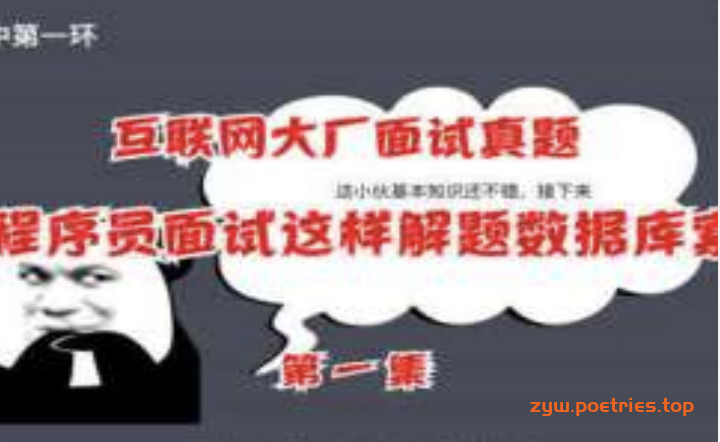 第一环
互联网大厂面试真题
这小伙基本知识还不错，接下来
程序员面试这样解题数据库
第一集
zyw.poetries.top